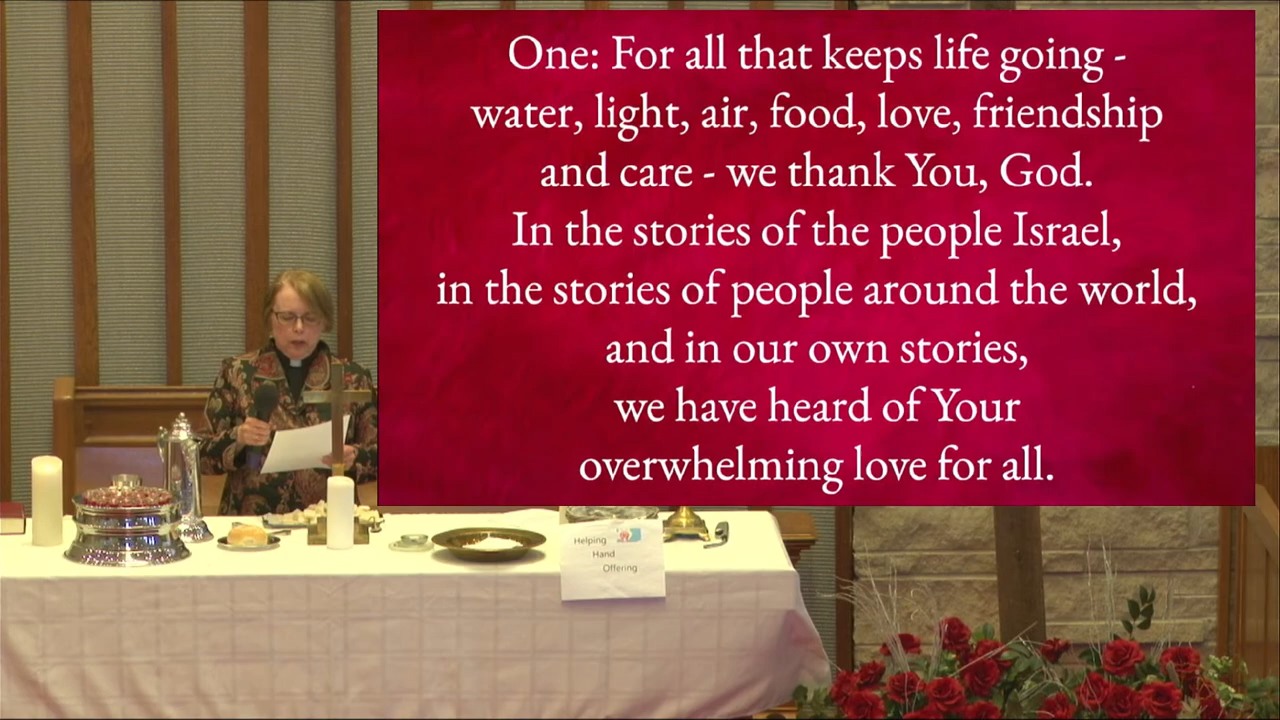 One: For all that keeps life going -
water, light, air, food, love, friendship
and care - we thank You, God.
In the stories of the people Israel,
in the stories of people around the world,
and in our own stories,
we have heard of Your
overwhelming love for all.
Helping
Hand
Offering